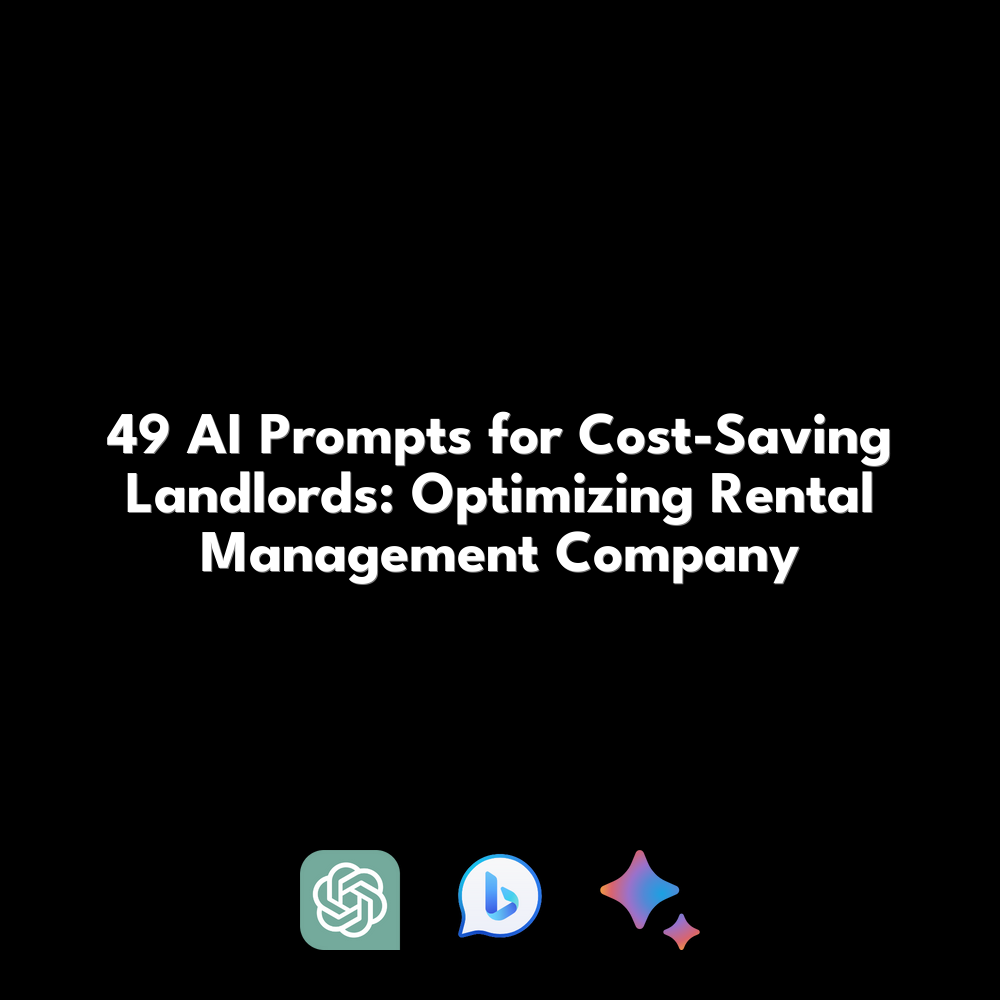 49 AI Prompts for Cost-Saving
Landlords: Optimizing Rental
Management Company